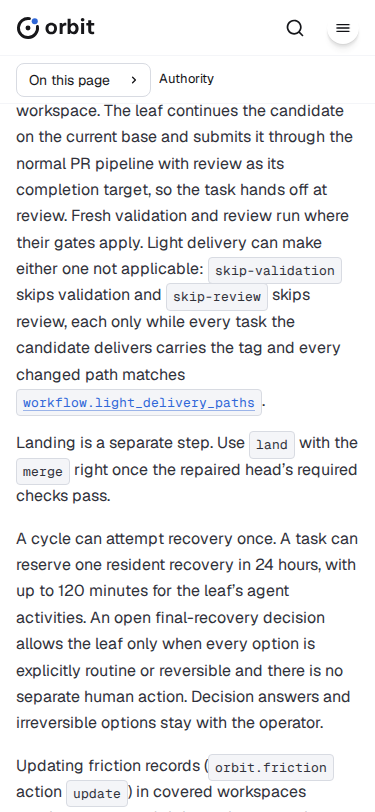 orbit
On this page
Authority
workspace. The leaf continues the candidate
on the current base and submits it through the
normal PR pipeline with review as its
completion target, so the task hands off at
review. Fresh validation and review run where
their gates apply. Light delivery can make
either one not applicable: skip-validation
skips validation and skip-review skips
review, each only while every task the
candidate delivers carries the tag and every
changed path matches
workflow.light_delivery_paths.
Landing is a separate step. Use land with the
merge right once the repaired head’s required
checks pass.
A cycle can attempt recovery once. A task can
reserve one resident recovery in 24 hours, with
up to 120 minutes for the leaf’s agent
activities. An open final-recovery decision
allows the leaf only when every option is
explicitly routine or reversible and there is no
separate human action. Decision answers and
irreversible options stay with the operator.
Updating friction records (orbit.friction
action update) in covered workspaces